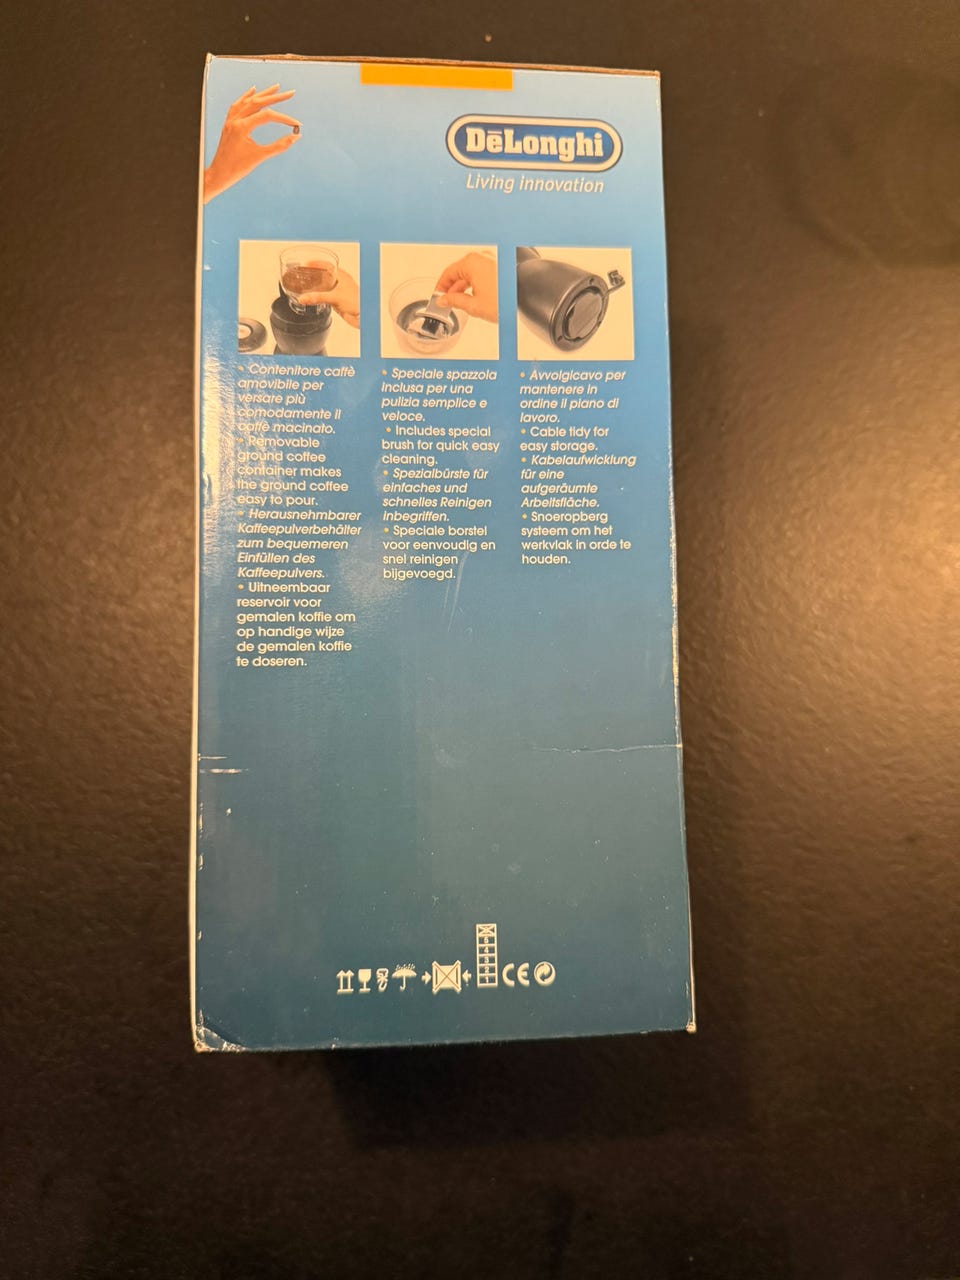 DēLonghi
Living innovation
• Contenitore caffè
amovibile per
versare più
comodamente il
caffè macinato.
• Removable
ground coffee
container makes
the ground coffee
easy to pour.
• Herausnehmbarer
Kaffeepulverbehälter
zum bequemeren
Einfüllen des
Kaffeepulvers.
• Uitneembaar
reservoir voor
gemalen koffie om
op handige wijze
de gemalen koffie
te doseren.
• Speciale spazzola
inclusa per una
pulizia semplice e
veloce.
• Includes special
brush for quick easy
cleaning.
• Spezialbürste für
einfaches und
schnelles Reinigen
inbegriffen.
• Speciale borstel
voor eenvoudig en
snel reinigen
bijgevoegd.
• Avvolgicavo per
mantenere in
ordine il piano di
lavoro.
• Cable tidy for
easy storage.
• Kabelaufwicklung
für eine
aufgeräumte
Arbeitsfläche.
• Snoeropberg
systeem om het
werkvlak in orde te
houden.
5
4
3
2
1
CE